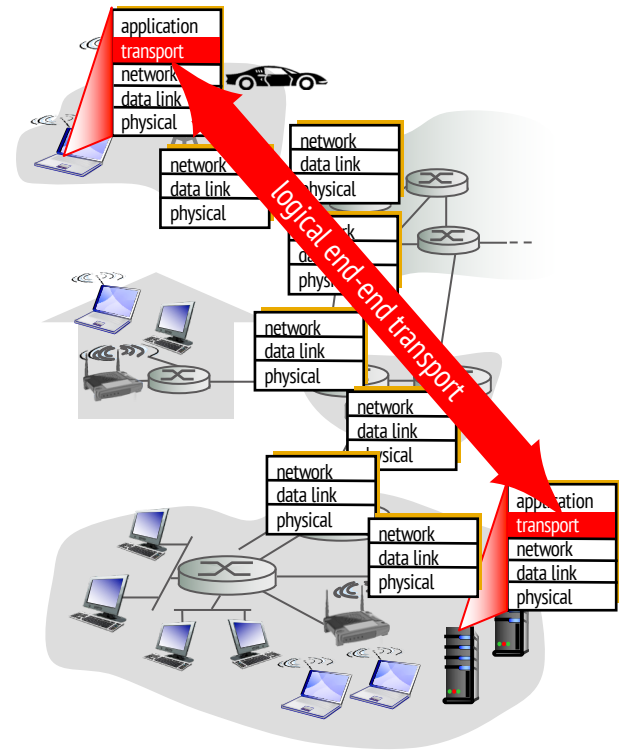 application
transport
network
data link
physical
network
data link
physical
network
data link
physical
logical end-end transport
network
data link
physical
network
data link
physical
network
data link
physical
network
data link
physical
application
transport
network
data link
physical